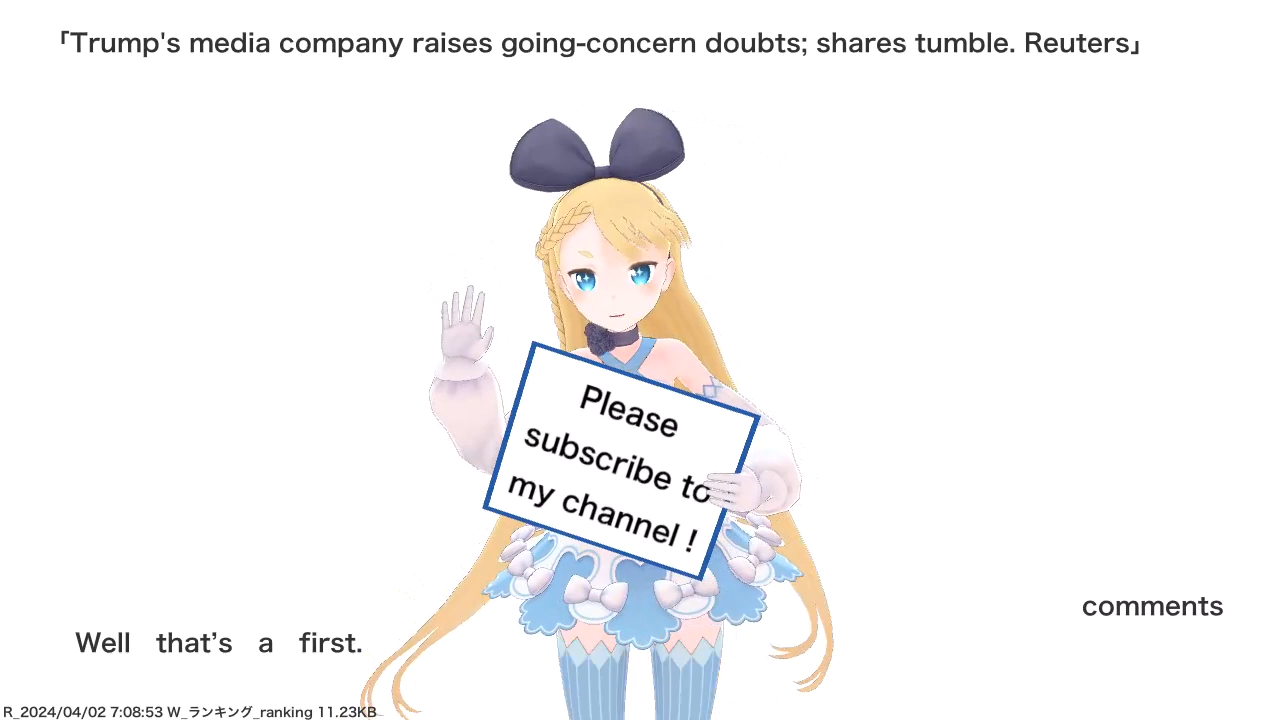 「Trump's media company raises going-concern doubts; shares tumble. Reuters」
Please
subscribe to
my channel !
comments
Well that’s a first.
R_2024/04/02 7:08:53 W_ランキング_ranking 11.23KB